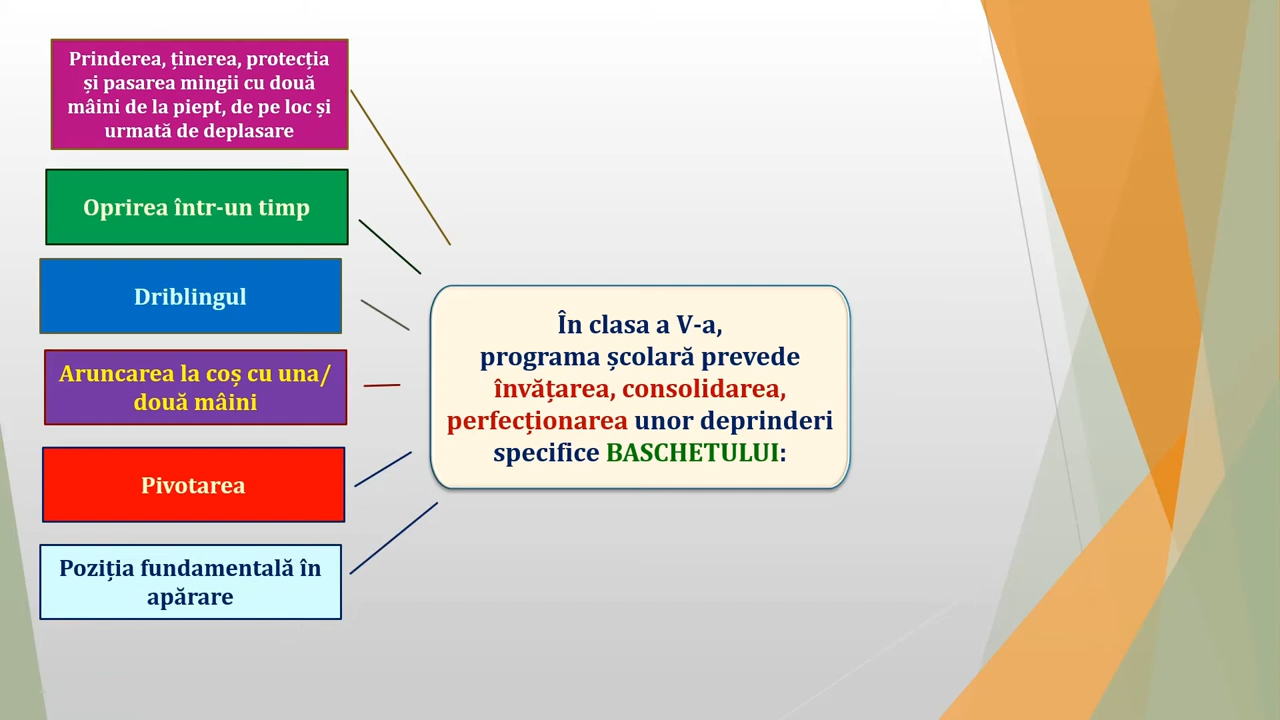 Prinderea, ținerea, protecția
și pasarea mingii cu două
mâini de la piept, de pe loc și
urmată de deplasare
Oprirea într-un timp
Driblingul
Aruncarea la coș cu una/
două mâini
Pivotarea
Poziția fundamentală în
apărare
În clasa a V-a,
programa școlară prevede
învățarea, consolidarea,
perfecționarea unor deprinderi
specifice BASCHETULUI: